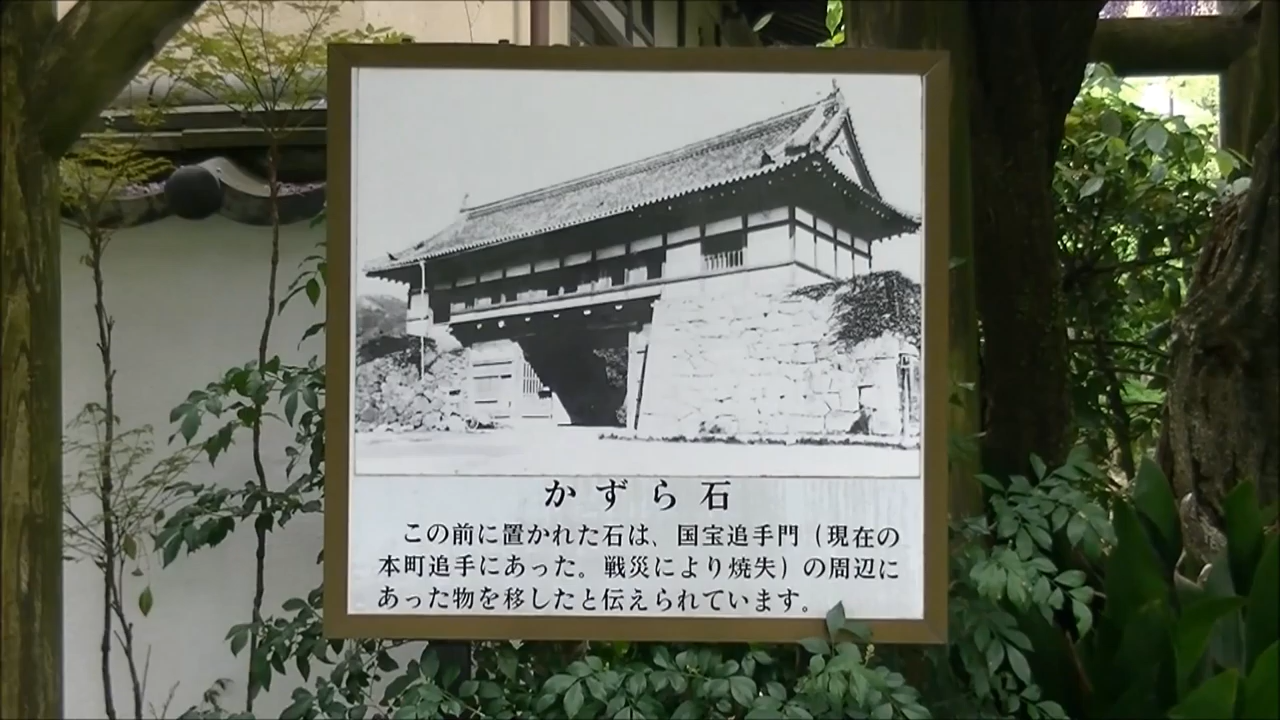 かずら石
この前に置かれた石は、国宝追手門（現在の
本町追手にあった。戦災により焼失）の周辺に
あった物を移したと伝えられています。